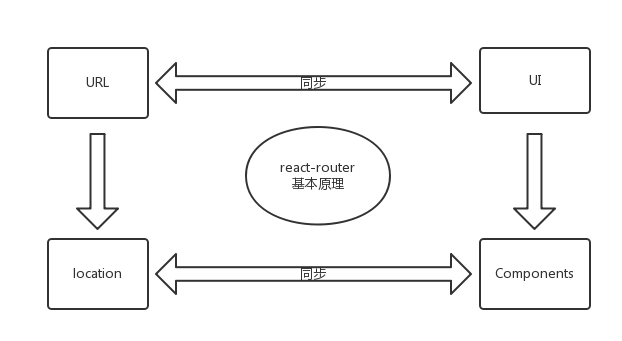 URL
同步
UI
react-router
基本原理
location
同步
Components